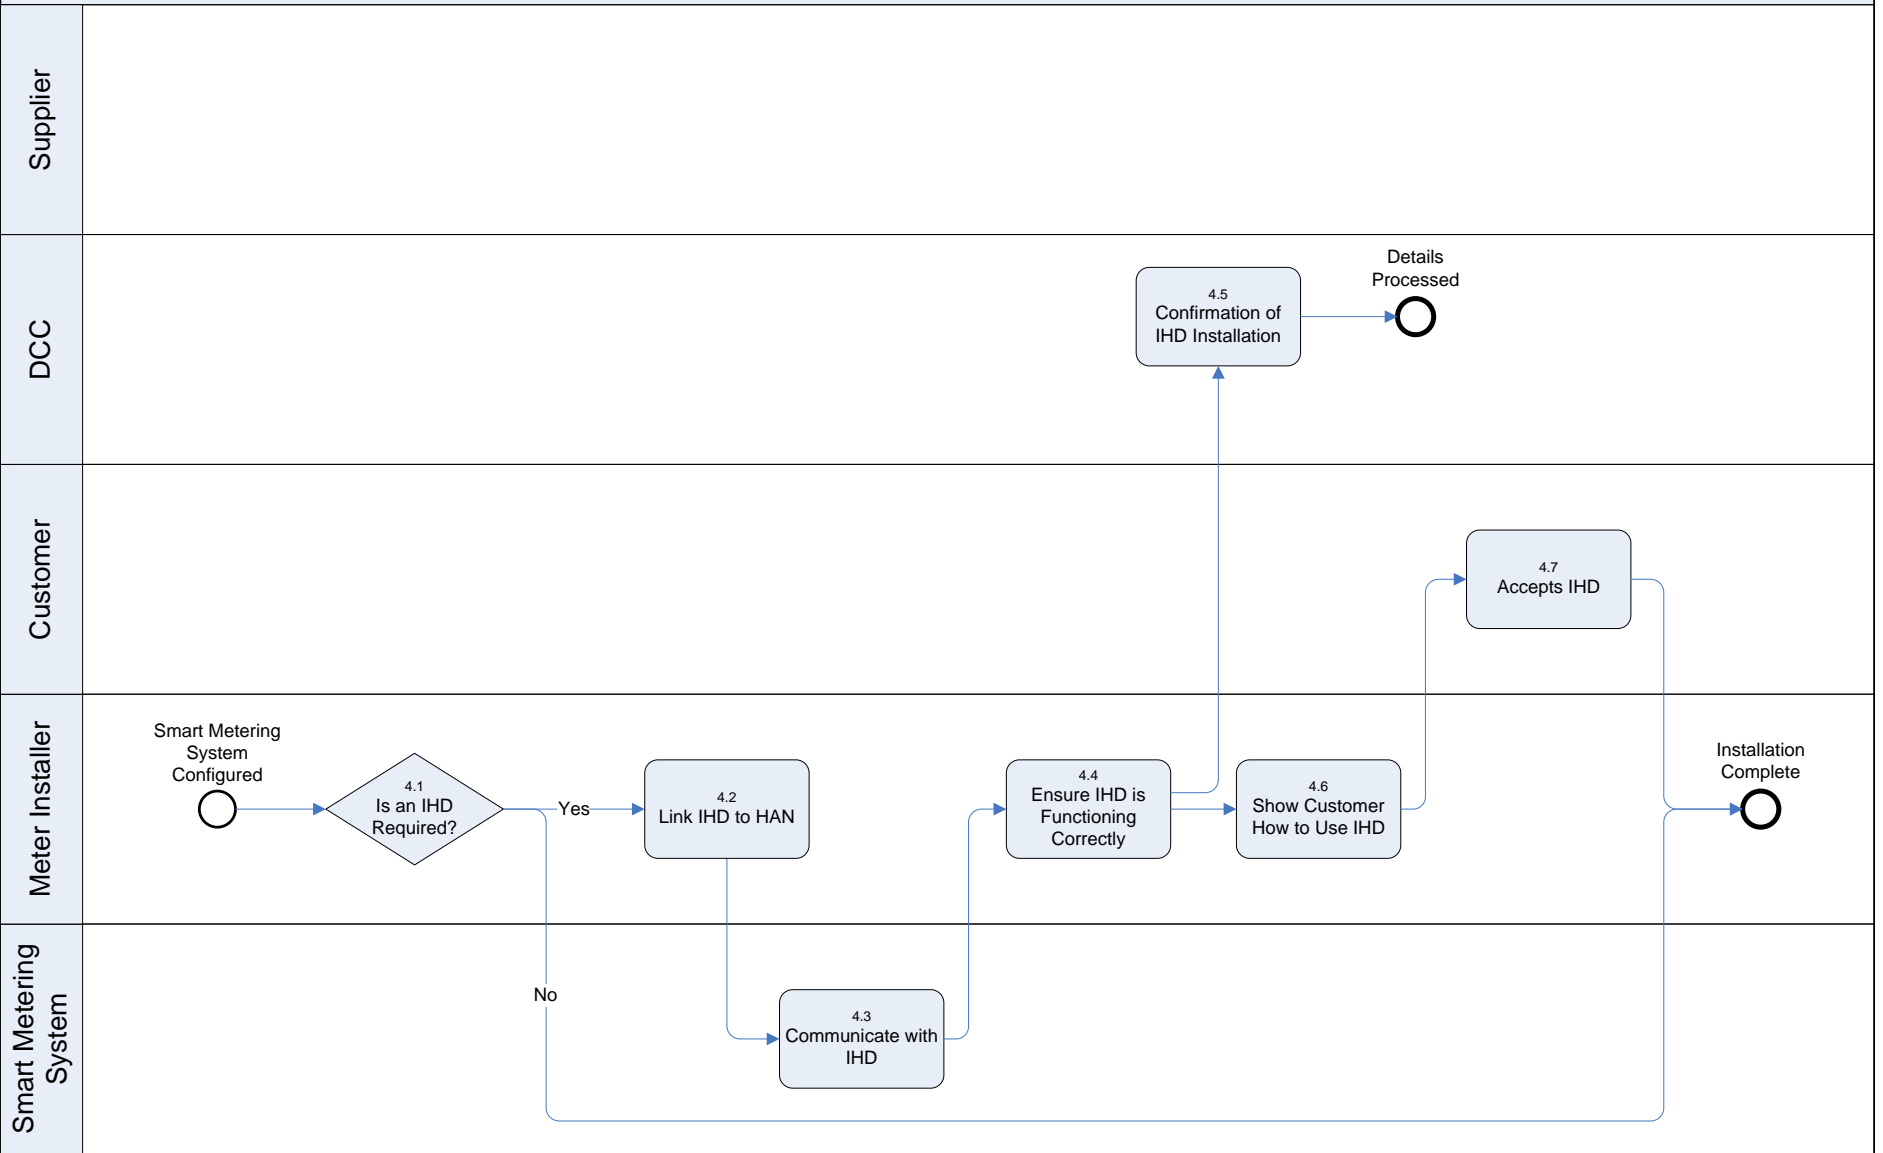 Supplier
DCC
4.5
Confirmation of
IHD Installation
Details
Processed
Customer
4.7
Accepts IHD
Meter Installer
Smart Metering
System
Configured
4.1
Is an IHD
Required?
Yes
4.2
Link IHD to HAN
4.4
Ensure IHD is
Functioning
Correctly
4.6
Show Customer
How to Use IHD
Installation
Complete
Smart Metering
System
No
4.3
Communicate with
IHD